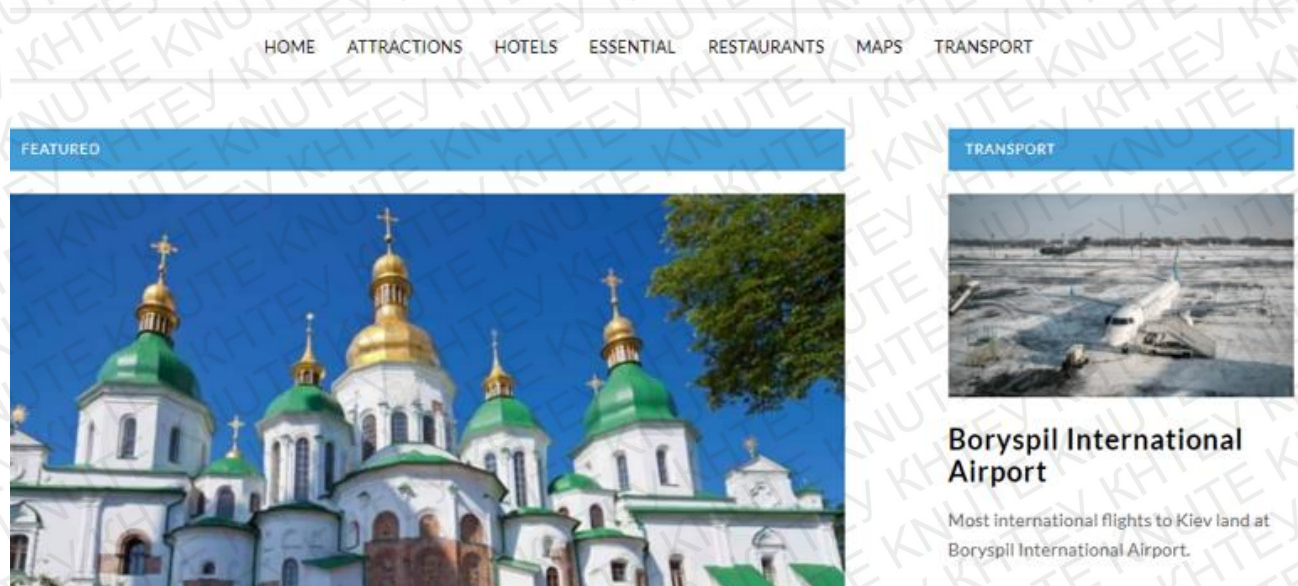 HOME ATTRACTIONS HOTELS ESSENTIAL RESTAURANTS MAPS TRANSPORT
FEATURED
TRANSPORT
Boryspil International
Airport
Most international flights to Kiev land at
Boryspil International Airport.